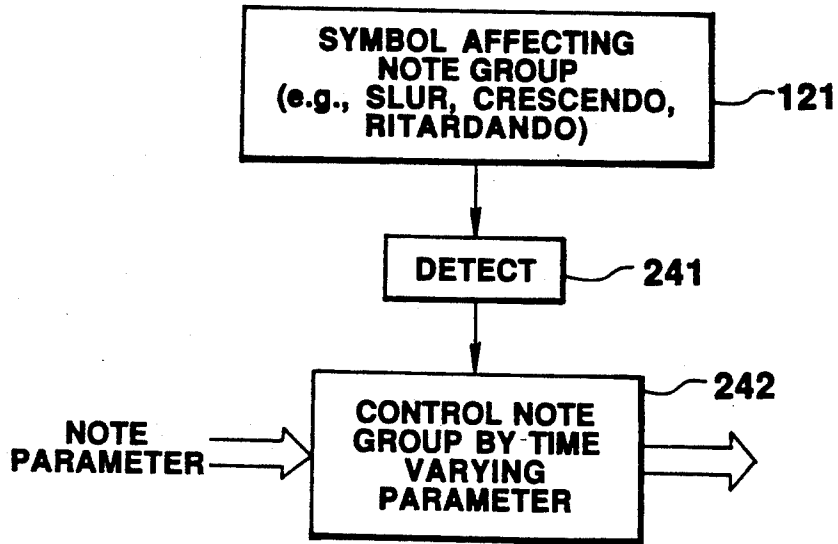 SYMBOL AFFECTING
NOTE GROUP
(e.g., SLUR, CRESCENDO,
RITARDANDO)
121
DETECT
241
242
NOTE
PARAMETER
CONTROL NOTE
GROUP BY TIME
VARYING
PARAMETER